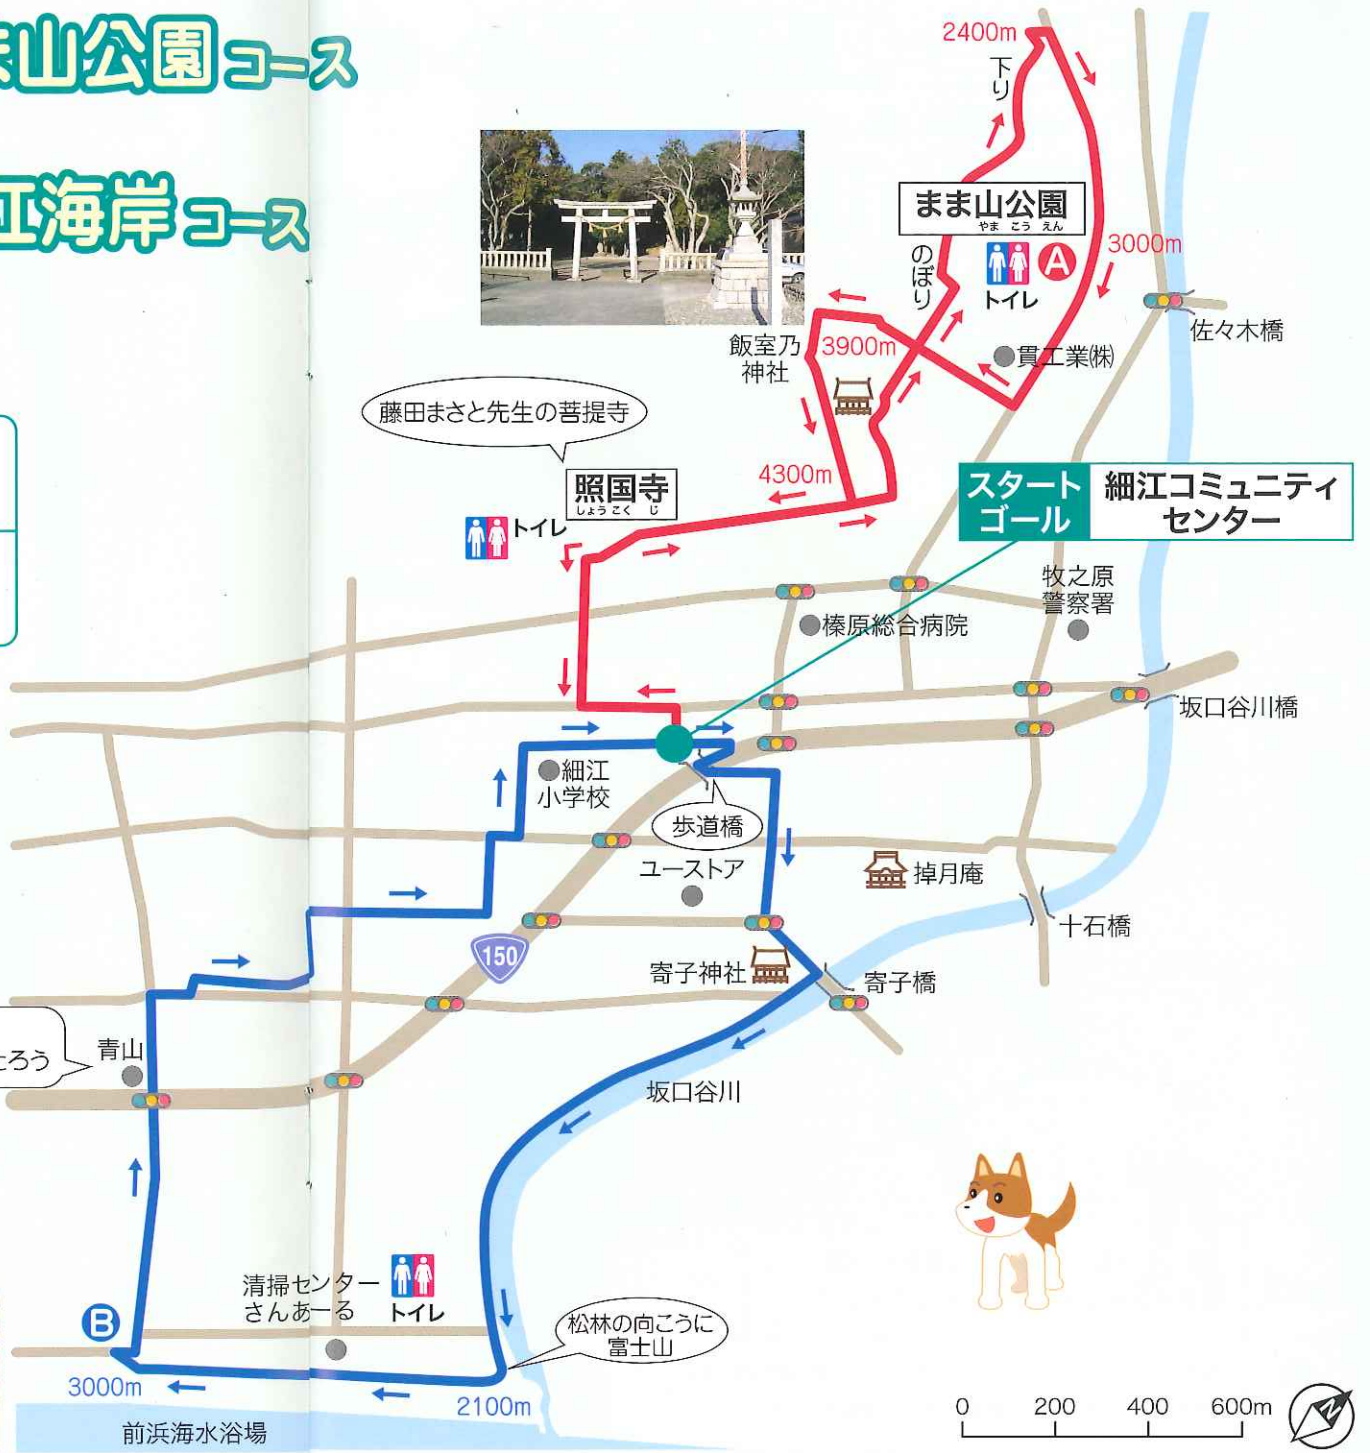 ま山公園コース
江海岸コース
2400m
下り
まま山公園
やま こう えん
のぼり
トイレ
A
3000m
佐々木橋
飯室乃
神社
3900m
貫工業㈱
藤田まさと先生の菩提寺
4300m
照国寺
しょうこく じ
トイレ
スタート
ゴール
細江コミュニティ
センター
牧之原
警察署
榛原総合病院
坂口谷川橋
細江
小学校
歩道橋
ユーストア
掉月庵
十石橋
150
寄子神社
寄子橋
たろう
青山
坂口谷川
清掃センター
さんあーる
トイレ
B
松林の向こうに
富士山
3000m
2100m
前浜海水浴場
0 200 400 600m
N